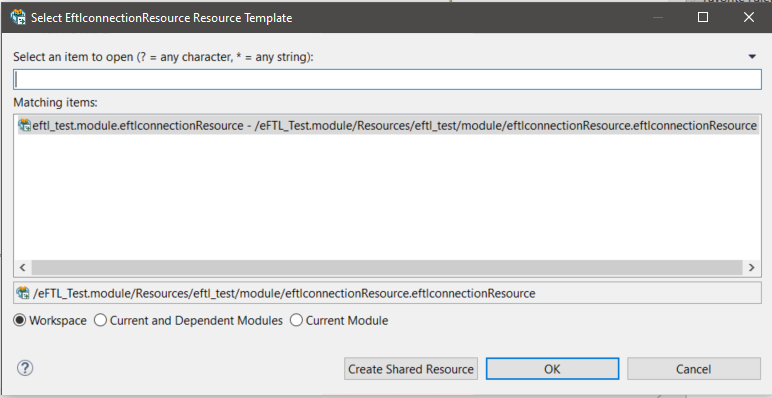 Select EftlconnectionResource Resource Template
Select an item to open (? = any character, * = any string):
Matching items:
eftl_test.module.eftlconnectionResource - /eFTL_Test.module/Resources/eftl_test/module/eftlconnectionResource.eftlconnectionResource
/eFTL_Test.module/Resources/eftl_test/module/eftlconnectionResource.eftlconnectionResource
Workspace Current and Dependent Modules Current Module
? Create Shared Resource OK Cancel